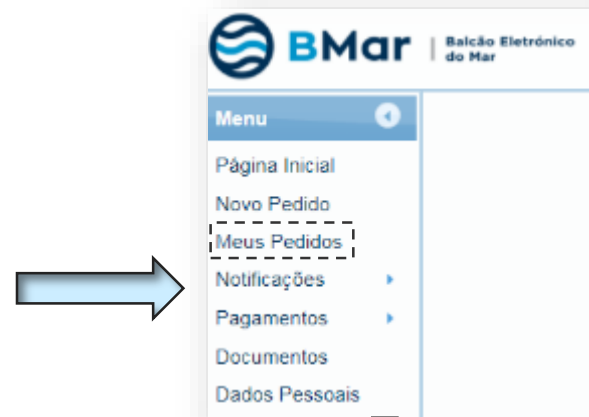 BMar | Balcão Eletrónico
do Mar
Menu
Página Inicial
Novo Pedido
Meus Pedidos
Notificações
Pagamentos
Documentos
Dados Pessoais